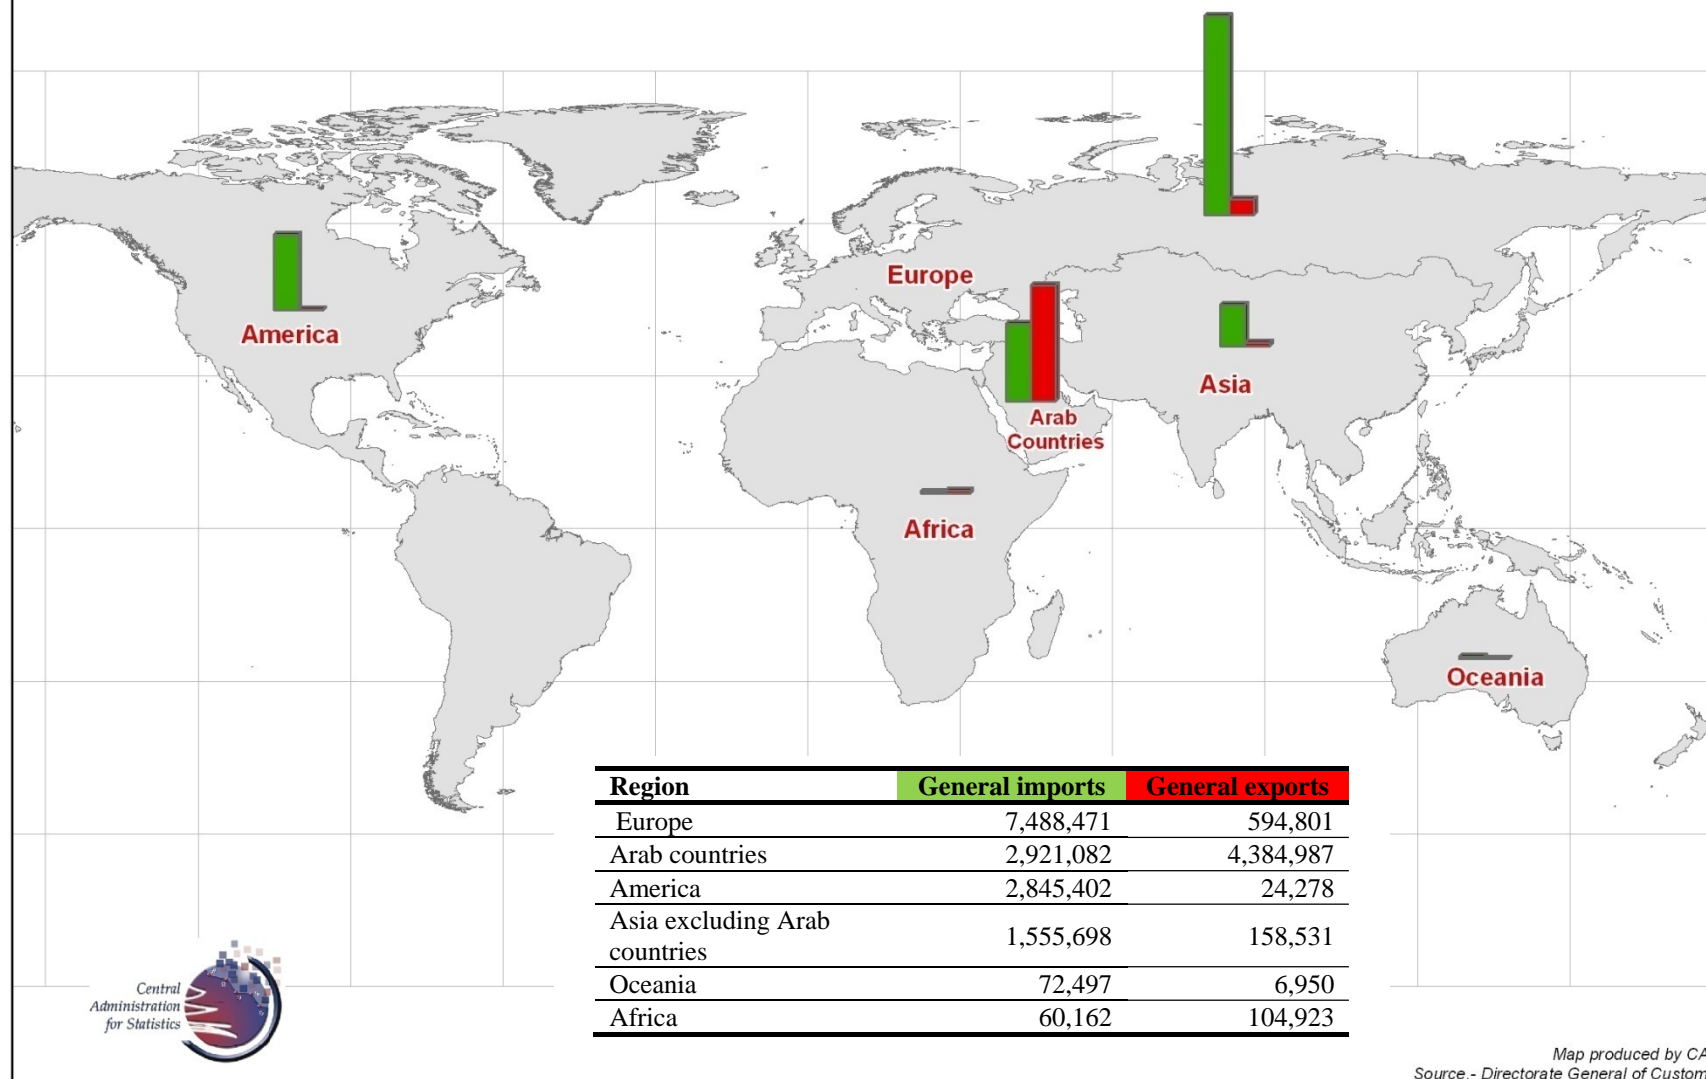 Europe
America
Asia
Arab
Countries
Africa
Oceania
Region General imports General exports
Europe 7,488,471 594,801
Arab countries 2,921,082 4,384,987
America 2,845,402 24,278
Asia excluding Arab
countries 1,555,698 158,531
Oceania 72,497 6,950
Africa 60,162 104,923
Central
Administration
for Statistics
Map produced by CA
Source.- Directorate General of Custom